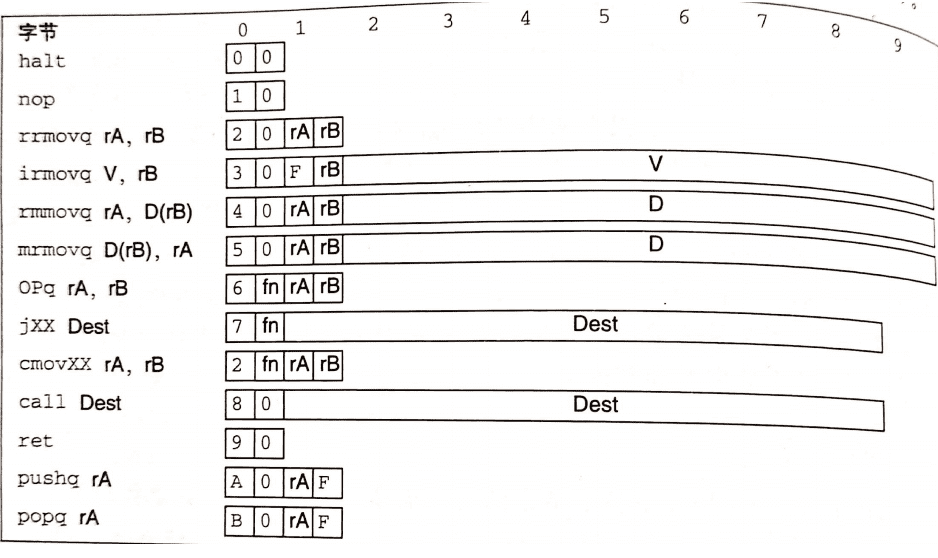 字节 0 1 2 3 4 5 6 7 8 9
halt 0 0
nop 1 0
rrmovq rA, rB 2 0 rA rB
irmovq V, rB 3 0 F rB V
rmmovq rA, D(rB) 4 0 rA rB D
mrmovq D(rB), rA 5 0 rA rB D
OPq rA, rB 6 fn rA rB
jXX Dest 7 fn Dest
cmovXX rA, rB 2 fn rA rB
call Dest 8 0 Dest
ret 9 0
pushq rA A 0 rA F
popq rA B 0 rA F